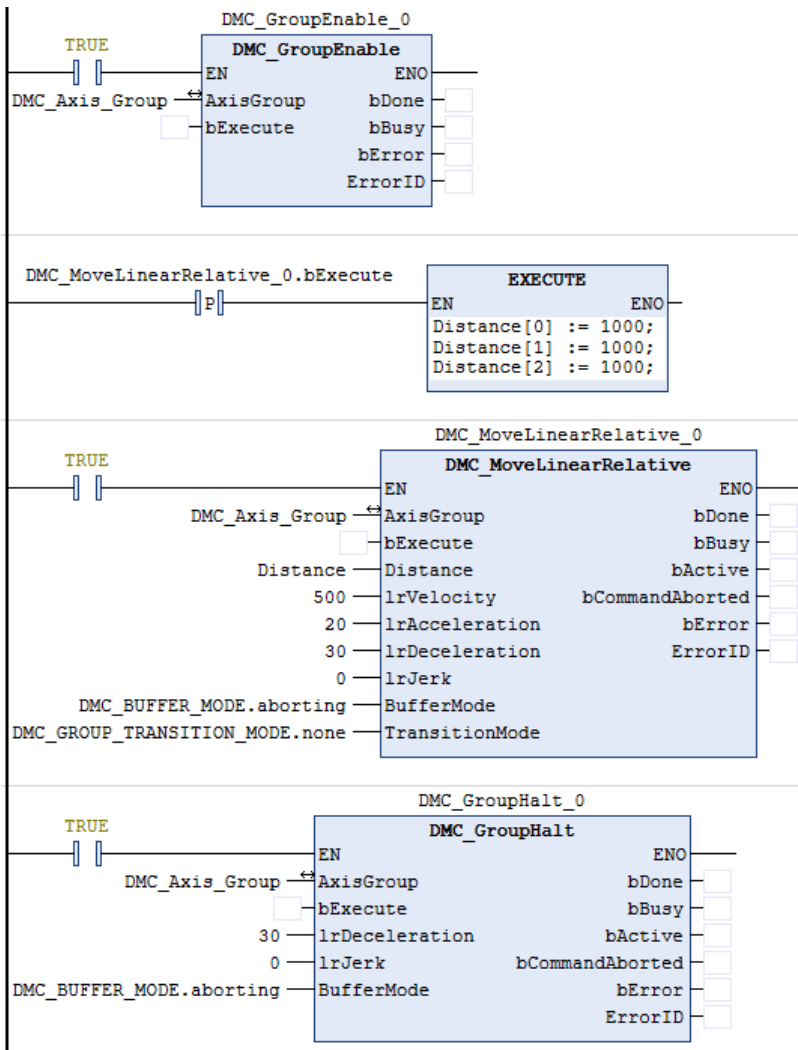 DMC_GroupEnable_0
TRUE
DMC_GroupEnable
EN ENO
DMC_Axis_Group AxisGroup bDone
bExecute bBusy
bError
ErrorID
DMC_MoveLinearRelative_0.bExecute
P
EXECUTE
EN ENO
Distance[0] := 1000;
Distance[1] := 1000;
Distance[2] := 1000;
DMC_MoveLinearRelative_0
TRUE
DMC_MoveLinearRelative
EN ENO
DMC_Axis_Group AxisGroup bDone
bExecute bBusy
Distance Distance bActive
500 lrVelocity bCommandAborted
20 lrAcceleration bError
30 lrDeceleration ErrorID
0 lrJerk
DMC_BUFFER_MODE.aborting BufferMode
DMC_GROUP_TRANSITION_MODE.none TransitionMode
DMC_GroupHalt_0
TRUE
DMC_GroupHalt
EN ENO
DMC_Axis_Group AxisGroup bDone
bExecute bBusy
30 lrDeceleration bActive
0 lrJerk bCommandAborted
DMC_BUFFER_MODE.aborting BufferMode bError
ErrorID